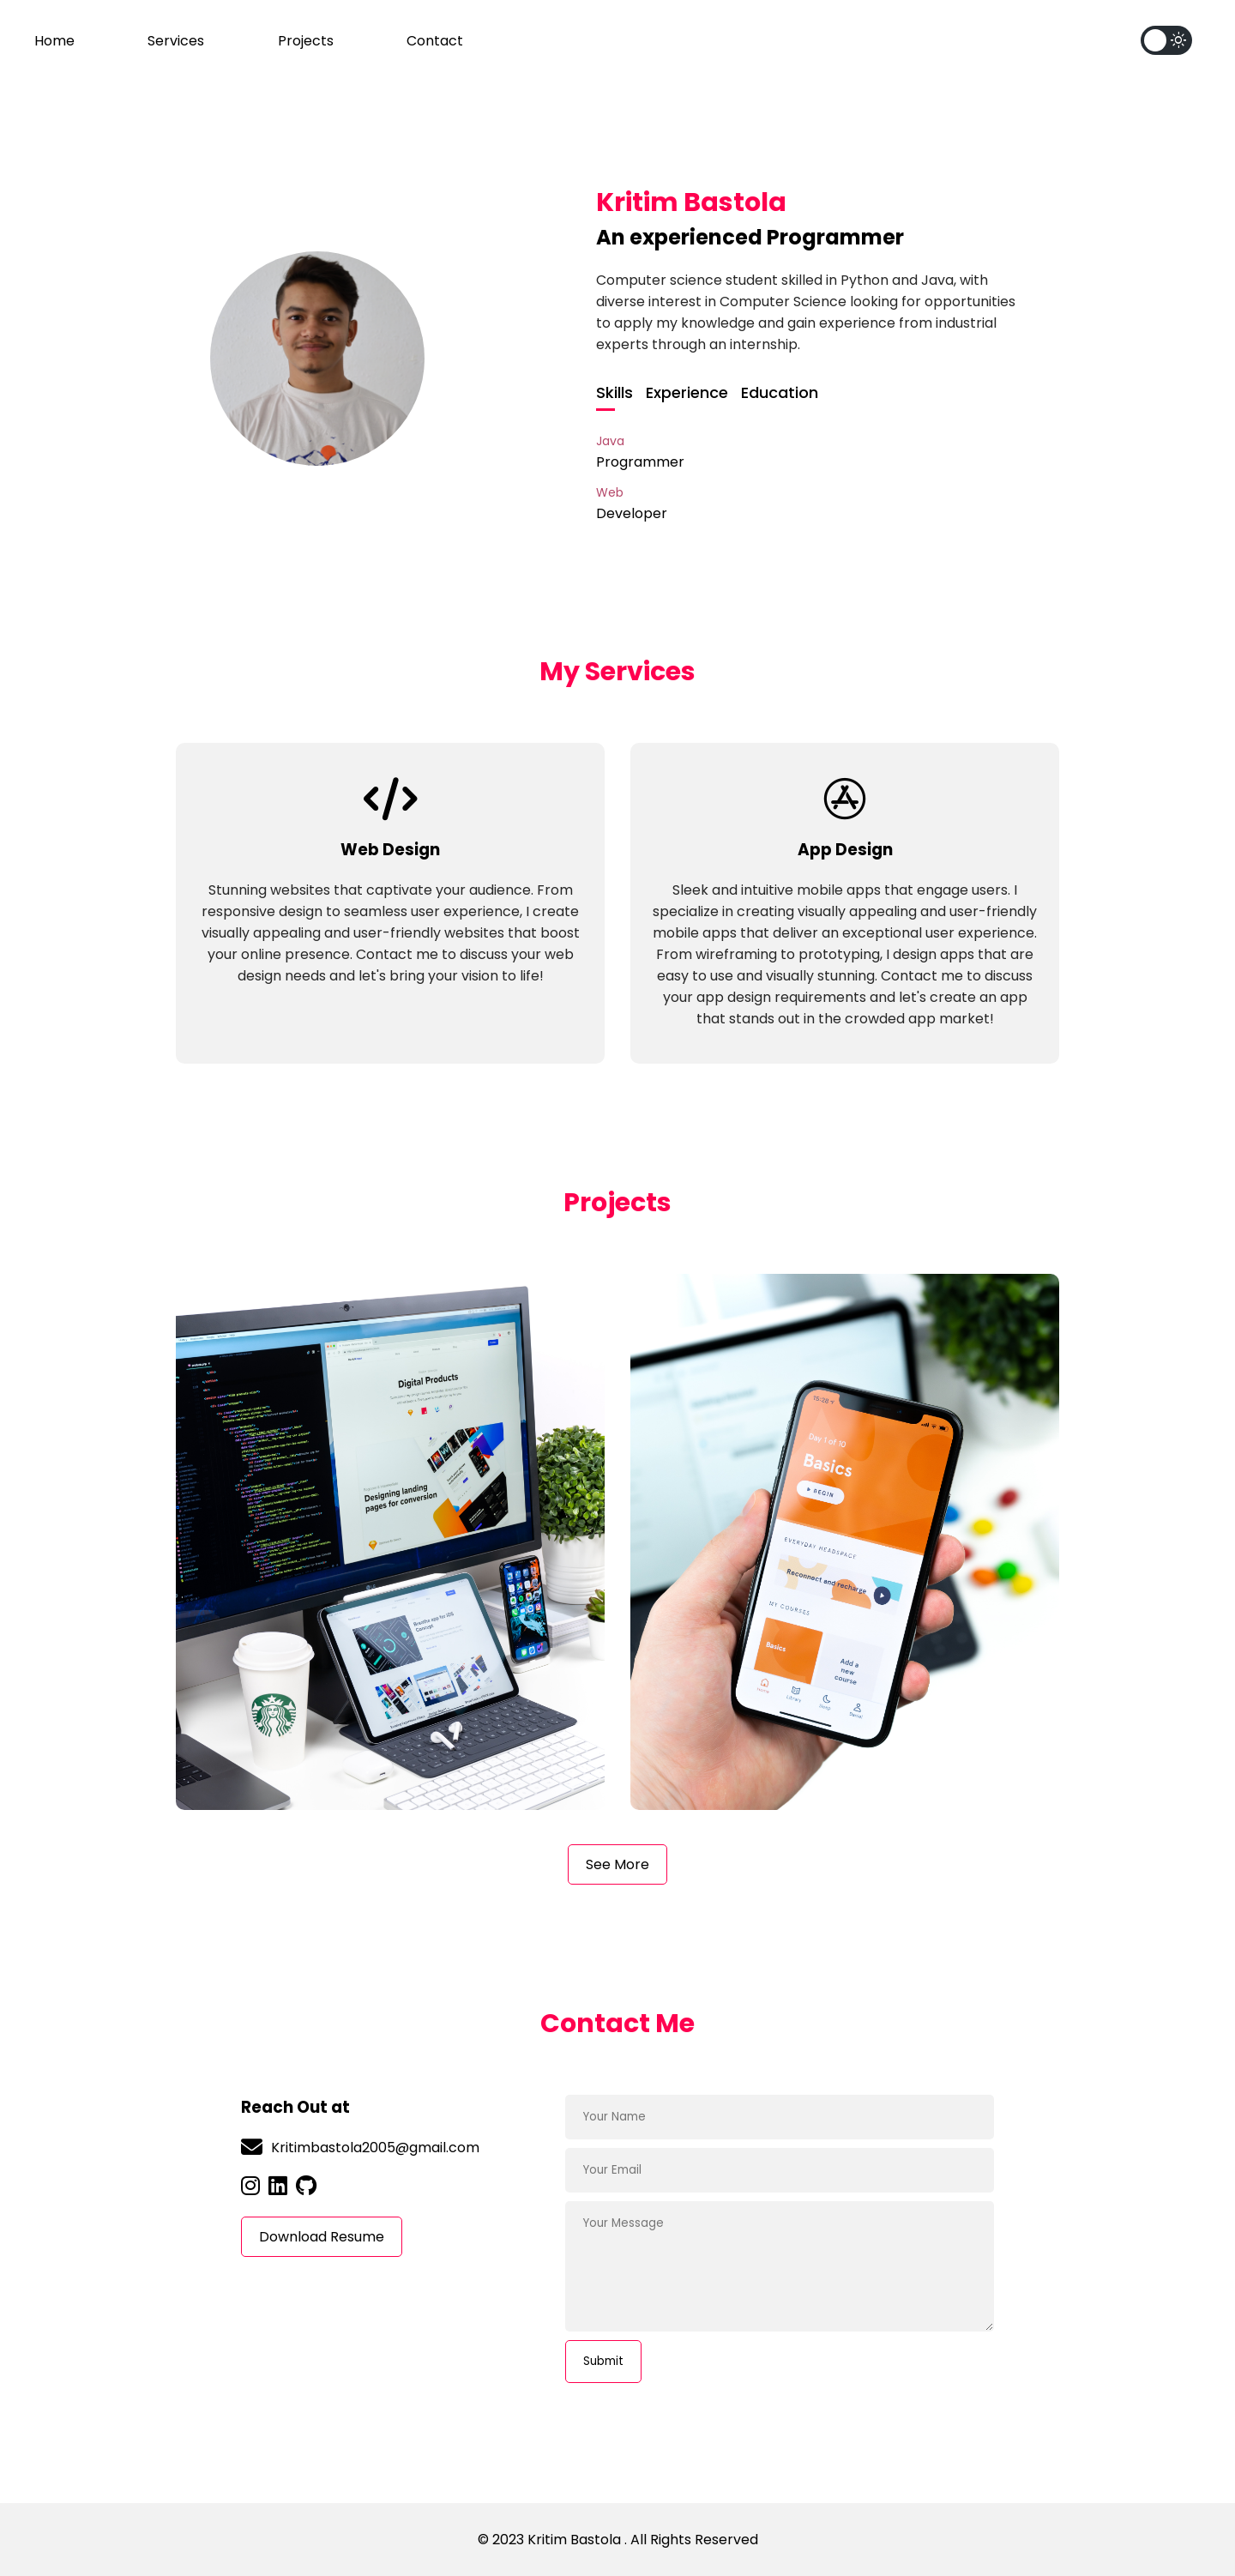 Home Services Projects Contact
Kritim Bastola
An experienced Programmer
Computer science student skilled in Python and Java, with
diverse interest in Computer Science looking for opportunities
to apply my knowledge and gain experience from industrial
experts through an internship.
Skills Experience Education
Java
Programmer
Web
Developer
My Services
Web Design
Stunning websites that captivate your audience. From
responsive design to seamless user experience, I create
visually appealing and user-friendly websites that boost
your online presence. Contact me to discuss your web
design needs and let's bring your vision to life!
App Design
Sleek and intuitive mobile apps that engage users. I
specialize in creating visually appealing and user-friendly
mobile apps that deliver an exceptional user experience.
From wireframing to prototyping, I design apps that are
easy to use and visually stunning. Contact me to discuss
your app design requirements and let's create an app
that stands out in the crowded app market!
Projects
Digital Products
Designing landing
pages for conversion
15:28
Day 1 of 10
Basics
BEGIN
EVERYDAY HEADSPACE
Reconnect and recharge
MY COURSES
Basics
Add a
new
course
Home
Library
See More
Contact Me
Reach Out at
Kritimbastola2005@gmail.com
Download Resume
Your Name
Your Email
Your Message
Submit
© 2023 Kritim Bastola . All Rights Reserved